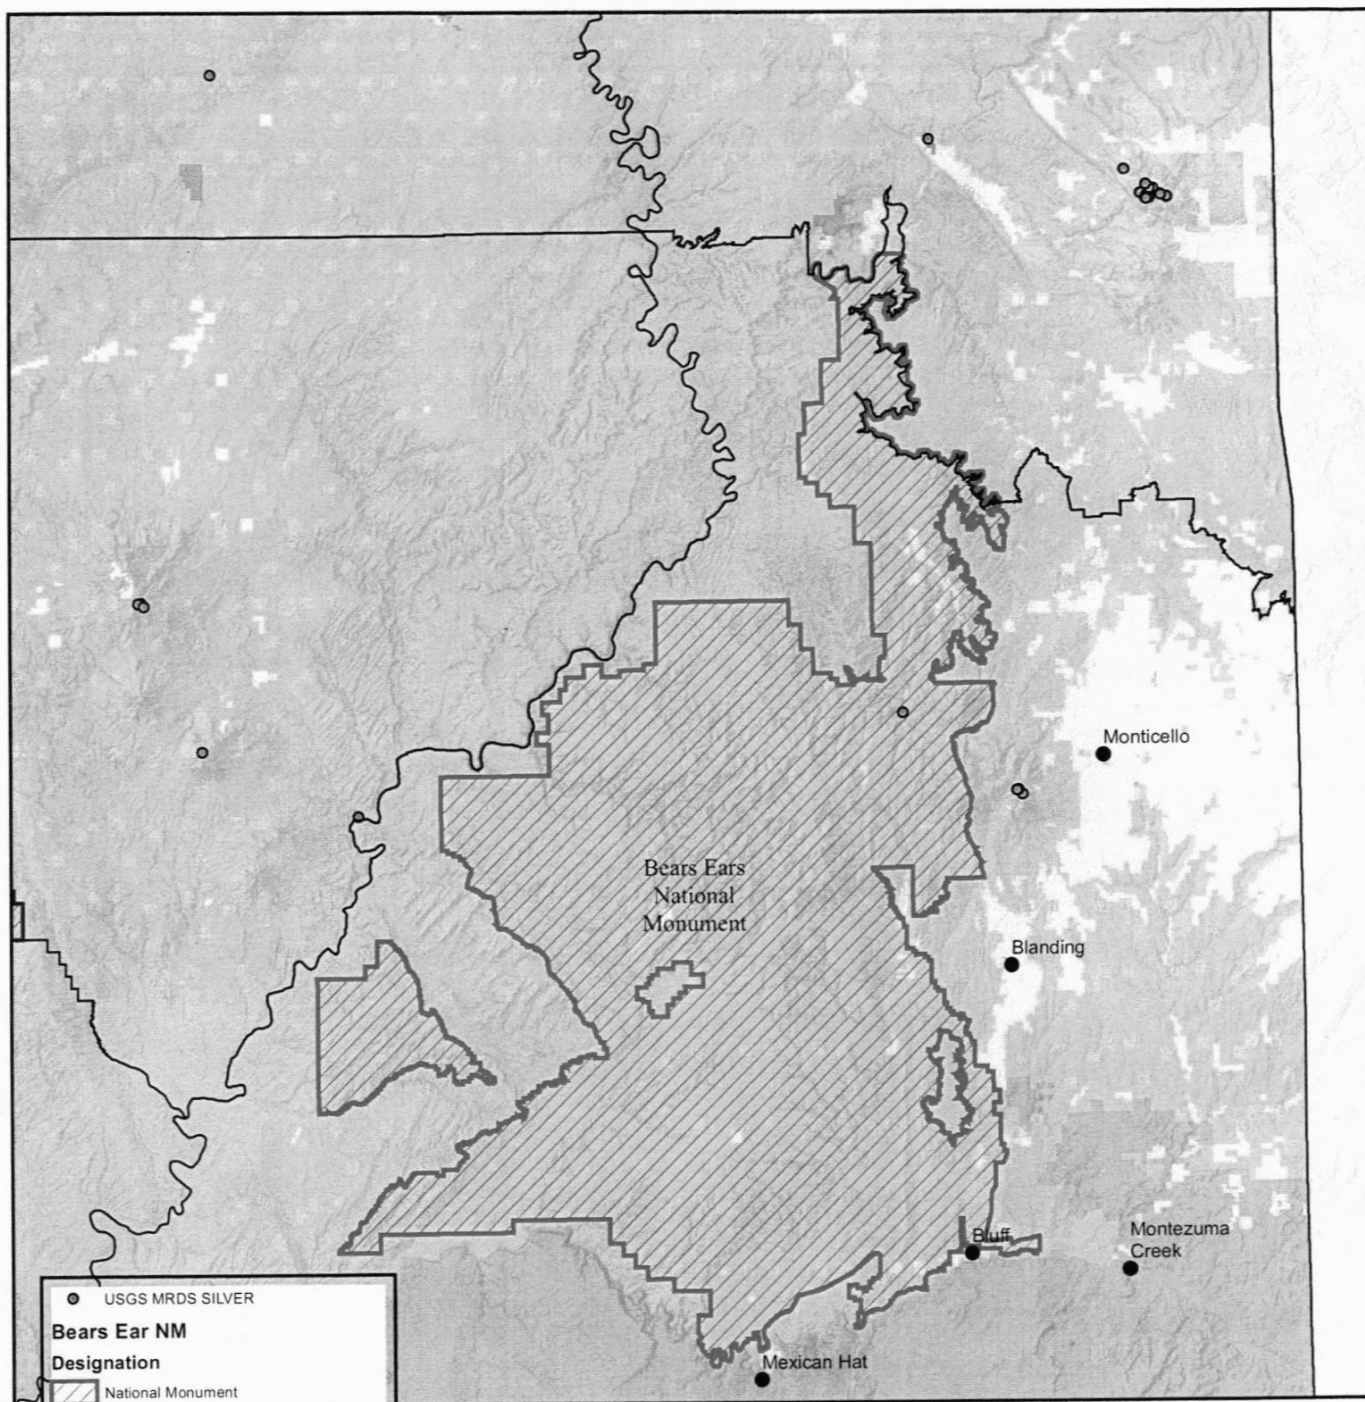 Monticello
Bears Ears
National
Monument
Blanding
Bluff
Montezuma
Creek
Mexican Hat
USGS MRDS SILVER
Bears Ear NM
Designation
National Monument